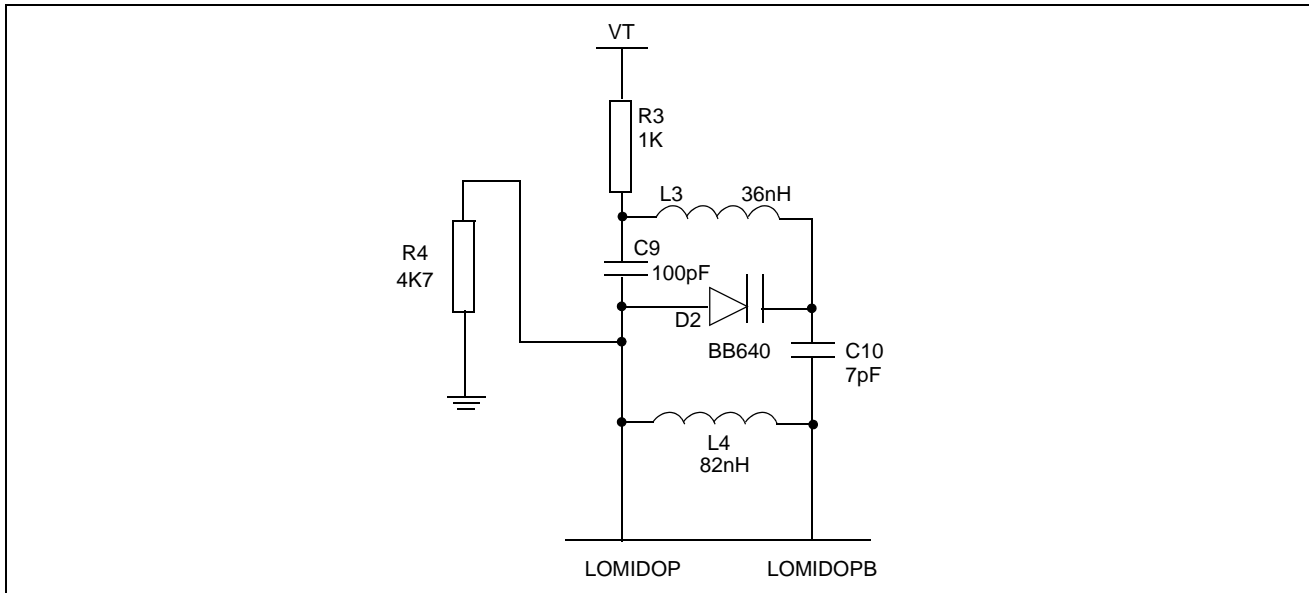 VT
R3
1K
L3 36nH
C9
100pF
R4
4K7
D2
BB640
C10
7pF
L4
82nH
LOMIDOP LOMIDOPB